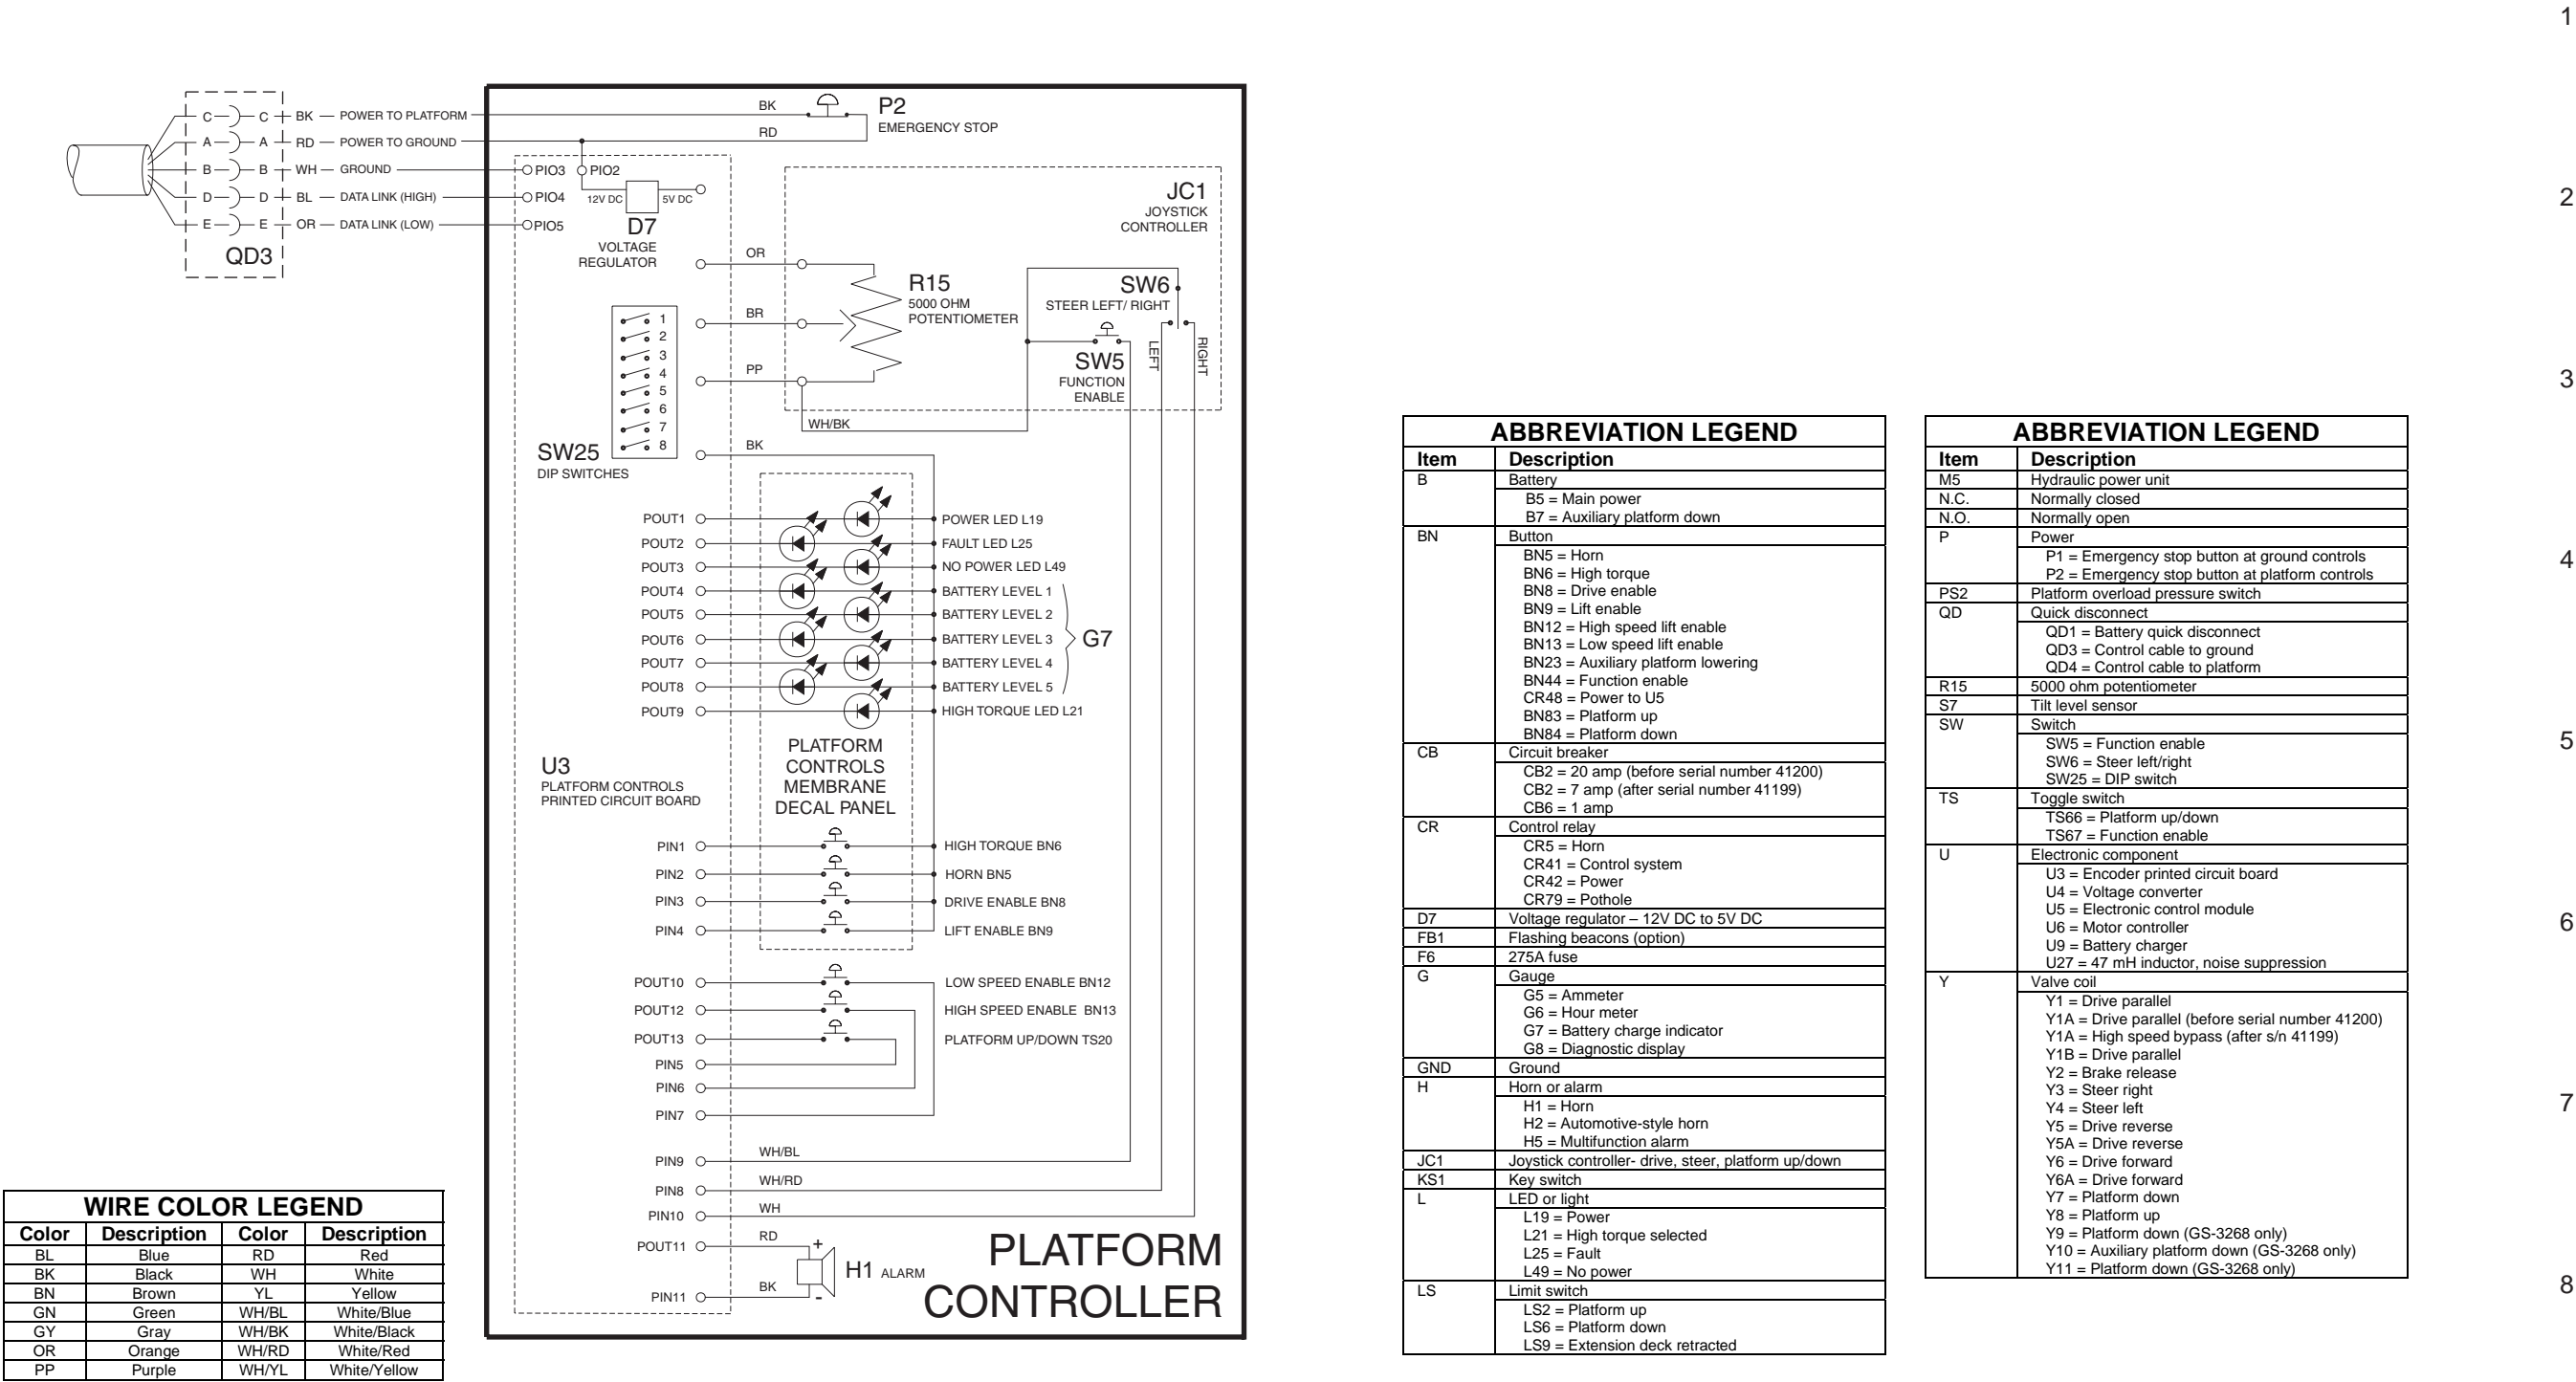 1
2
3
4
5
6
7
8
C C BK POWER TO PLATFORM
A A RD POWER TO GROUND
B B WH GROUND
D D BL DATA LINK (HIGH)
E E OR DATA LINK (LOW)
QD3
BK
P2
EMERGENCY STOP
RD
PIO3 PIO2
PIO4
PIO5
12V DC 5V DC
D7
VOLTAGE
REGULATOR
JC1
JOYSTICK
CONTROLLER
OR
BR
PP
WH/BK
BK
R15
5000 OHM
POTENTIOMETER
SW6
STEER LEFT/ RIGHT
SW5
FUNCTION
ENABLE
LEFT
RIGHT
1
2
3
4
5
6
7
8
SW25
DIP SWITCHES
POUT1 POWER LED L19
POUT2 FAULT LED L25
POUT3 NO POWER LED L49
POUT4 BATTERY LEVEL 1
POUT5 BATTERY LEVEL 2
POUT6 BATTERY LEVEL 3
POUT7 BATTERY LEVEL 4
POUT8 BATTERY LEVEL 5
POUT9 HIGH TORQUE LED L21
G7
PLATFORM
CONTROLS
MEMBRANE
DECAL PANEL
U3
PLATFORM CONTROLS
PRINTED CIRCUIT BOARD
PIN1 HIGH TORQUE BN6
PIN2 HORN BN5
PIN3 DRIVE ENABLE BN8
PIN4 LIFT ENABLE BN9
POUT10 LOW SPEED ENABLE BN12
POUT12 HIGH SPEED ENABLE BN13
POUT13 PLATFORM UP/DOWN TS20
PIN5
PIN6
PIN7
PIN9 WH/BL
PIN8 WH/RD
PIN10 WH
POUT11 RD
+
H1 ALARM
-
PIN11 BK
PLATFORM
CONTROLLER
WIRE COLOR LEGEND
Color Description Color Description
BL Blue RD Red
BK Black WH White
BN Brown YL Yellow
GN Green WH/BL White/Blue
GY Gray WH/BK White/Black
OR Orange WH/RD White/Red
PP Purple WH/YL White/Yellow
ABBREVIATION LEGEND
Item Description
B Battery
B5 = Main power
B7 = Auxiliary platform down
BN Button
BN5 = Horn
BN6 = High torque
BN8 = Drive enable
BN9 = Lift enable
BN12 = High speed lift enable
BN13 = Low speed lift enable
BN23 = Auxiliary platform lowering
BN44 = Function enable
CR48 = Power to U5
BN83 = Platform up
BN84 = Platform down
CB Circuit breaker
CB2 = 20 amp (before serial number 41200)
CB2 = 7 amp (after serial number 41199)
CB6 = 1 amp
CR Control relay
CR5 = Horn
CR41 = Control system
CR42 = Power
CR79 = Pothole
D7 Voltage regulator – 12V DC to 5V DC
FB1 Flashing beacons (option)
F6 275A fuse
G Gauge
G5 = Ammeter
G6 = Hour meter
G7 = Battery charge indicator
G8 = Diagnostic display
GND Ground
H Horn or alarm
H1 = Horn
H2 = Automotive-style horn
H5 = Multifunction alarm
JC1 Joystick controller- drive, steer, platform up/down
KS1 Key switch
L LED or light
L19 = Power
L21 = High torque selected
L25 = Fault
L49 = No power
LS Limit switch
LS2 = Platform up
LS6 = Platform down
LS9 = Extension deck retracted
ABBREVIATION LEGEND
Item Description
M5 Hydraulic power unit
N.C. Normally closed
N.O. Normally open
P Power
P1 = Emergency stop button at ground controls
P2 = Emergency stop button at platform controls
PS2 Platform overload pressure switch
QD Quick disconnect
QD1 = Battery quick disconnect
QD3 = Control cable to ground
QD4 = Control cable to platform
R15 5000 ohm potentiometer
S7 Tilt level sensor
SW Switch
SW5 = Function enable
SW6 = Steer left/right
SW25 = DIP switch
TS Toggle switch
TS66 = Platform up/down
TS67 = Function enable
U Electronic component
U3 = Encoder printed circuit board
U4 = Voltage converter
U5 = Electronic control module
U6 = Motor controller
U9 = Battery charger
U27 = 47 mH inductor, noise suppression
Y Valve coil
Y1 = Drive parallel
Y1A = Drive parallel (before serial number 41200)
Y1A = High speed bypass (after s/n 41199)
Y1B = Drive parallel
Y2 = Brake release
Y3 = Steer right
Y4 = Steer left
Y5 = Drive reverse
Y5A = Drive reverse
Y6 = Drive forward
Y6A = Drive forward
Y7 = Platform down
Y8 = Platform up
Y9 = Platform down (GS-3268 only)
Y10 = Auxiliary platform down (GS-3268 only)
Y11 = Platform down (GS-3268 only)